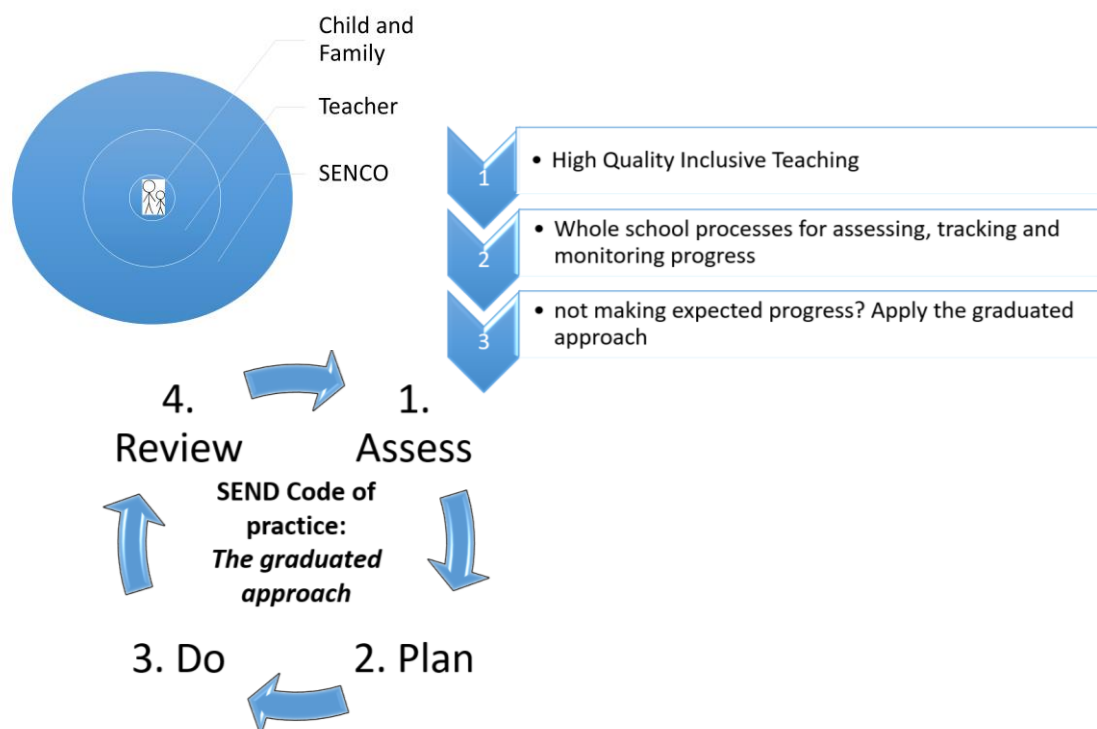 Child and
Family
Teacher
SENCO
1
• High Quality Inclusive Teaching
2
• Whole school processes for assessing, tracking and
monitoring progress
3
• not making expected progress? Apply the graduated
approach
4.
Review
1.
Assess
SEND Code of
practice:
The graduated
approach
3. Do
2. Plan